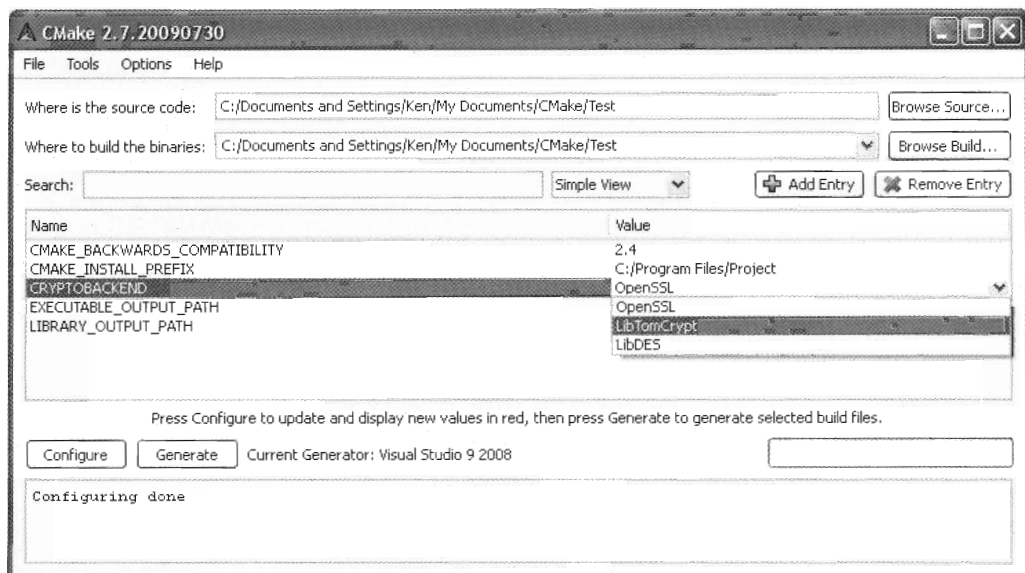 CMake 2.7.20090730
File Tools Options Help
Where is the source code: C:/Documents and Settings/Ken/My Documents/CMake/Test Browse Source...
Where to build the binaries: C:/Documents and Settings/Ken/My Documents/CMake/Test Browse Build...
Search: Simple View Add Entry Remove Entry
Name Value
CMAKE_BACKWARDS_COMPATIBILITY 2.4
CMAKE_INSTALL_PREFIX C:/Program Files/Project
CRYPTOBACKEND OpenSSL
EXECUTABLE_OUTPUT_PATH OpenSSL
LIBRARY_OUTPUT_PATH LibTomCrypt
LibDES
Press Configure to update and display new values in red, then press Generate to generate selected build files.
Configure Generate Current Generator: Visual Studio 9 2008
Configuring done